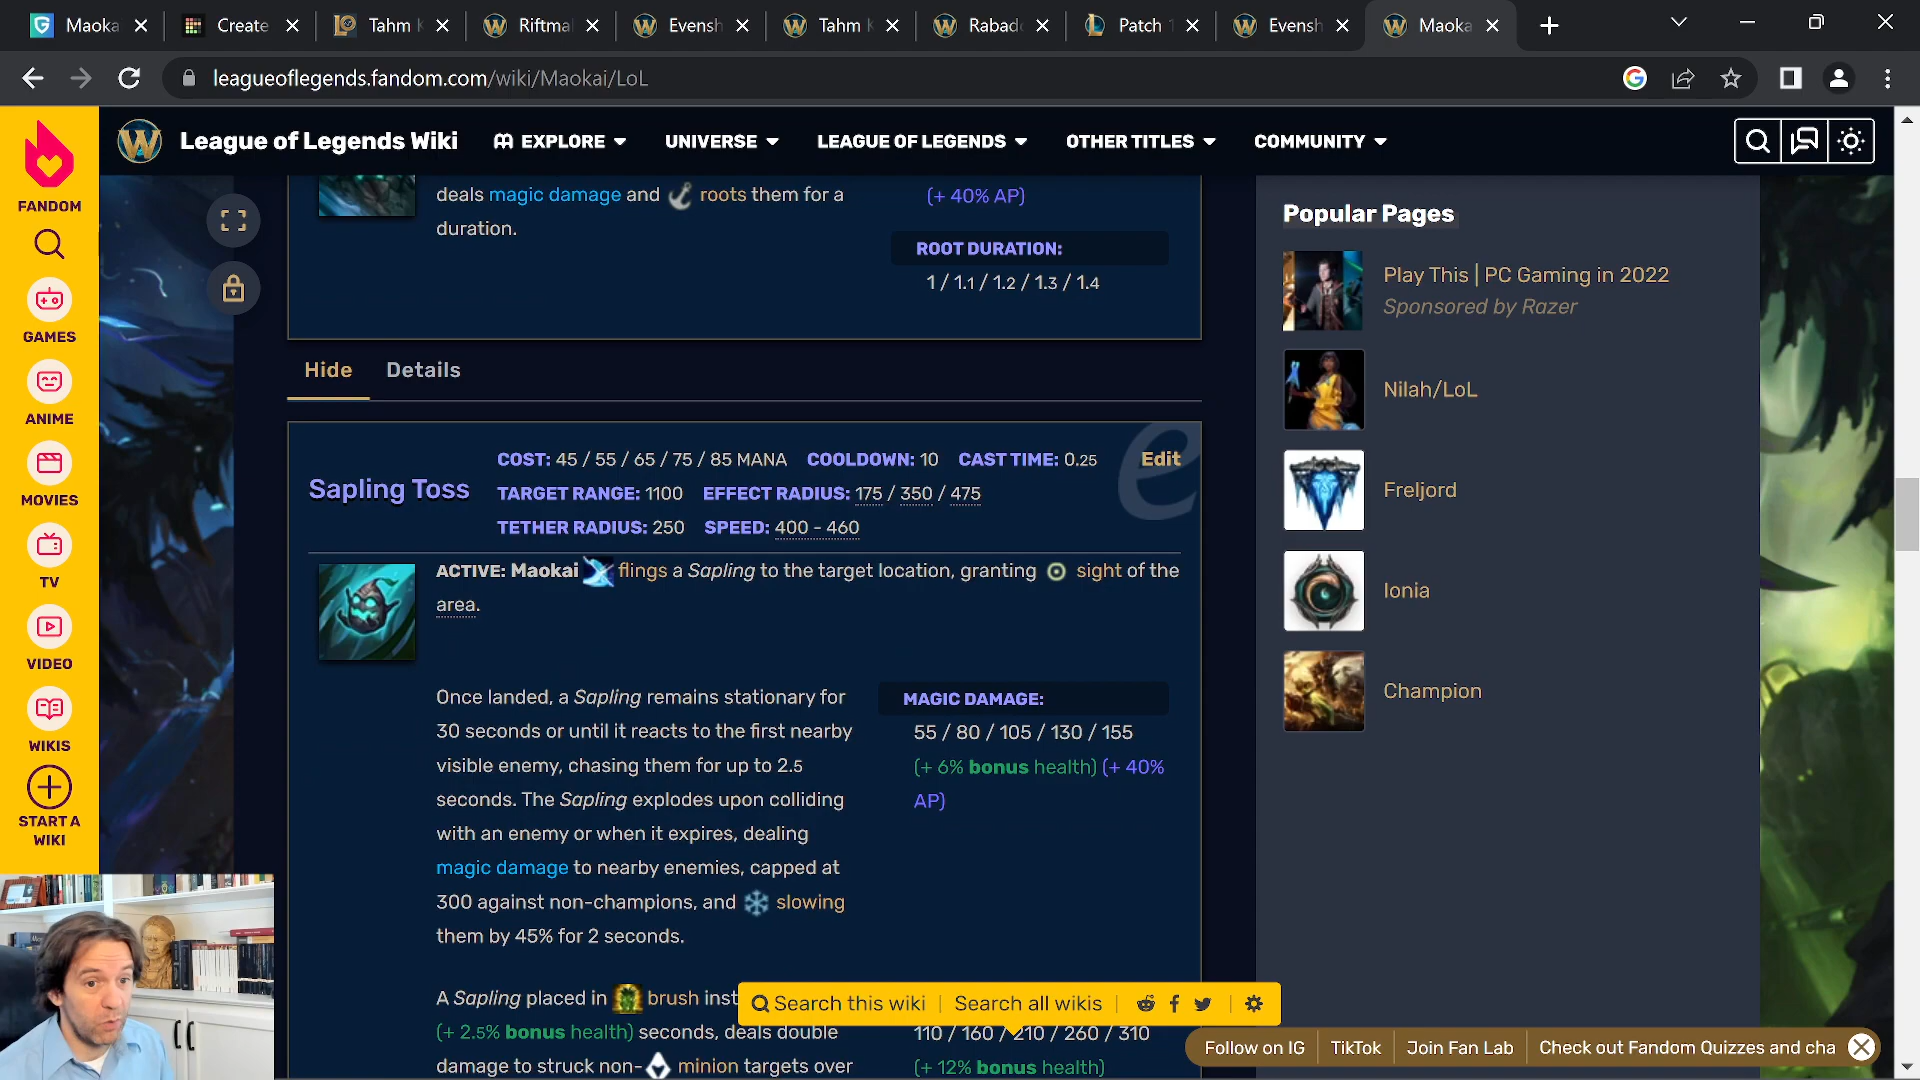 Maoka
Create
Tahm K
Riftmal
Evensh
Tahm K
Rabado
Patch 1
Evensh
Maoka
leagueoflegends.fandom.com/wiki/Maokai/LoL
FANDOM
GAMES
ANIME
MOVIES
TV
VIDEO
WIKIS
START A
WIKI
League of Legends Wiki
EXPLORE
UNIVERSE
LEAGUE OF LEGENDS
OTHER TITLES
COMMUNITY
deals magic damage and roots them for a
duration.
(+ 40% AP)
ROOT DURATION:
1 / 1.1 / 1.2 / 1.3 / 1.4
Hide
Details
Sapling Toss
COST: 45 / 55 / 65 / 75 / 85 MANA COOLDOWN: 10 CAST TIME: 0.25
Edit
TARGET RANGE: 1100 EFFECT RADIUS: 175 / 350 / 475
TETHER RADIUS: 250 SPEED: 400 - 460
e
ACTIVE: Maokai flings a Sapling to the target location, granting sight of the
area.
Once landed, a Sapling remains stationary for
30 seconds or until it reacts to the first nearby
visible enemy, chasing them for up to 2.5
seconds. The Sapling explodes upon colliding
with an enemy or when it expires, dealing
magic damage to nearby enemies, capped at
300 against non-champions, and slowing
them by 45% for 2 seconds.
MAGIC DAMAGE:
55 / 80 / 105 / 130 / 155
(+ 6% bonus health) (+ 40%
AP)
A Sapling placed in brush inst
(+ 2.5% bonus health) seconds, deals double
damage to struck non- minion targets over
110 / 160 / 210 / 260 / 310
(+ 12% bonus health)
Search this wiki
Search all wikis
Popular Pages
Play This | PC Gaming in 2022
Sponsored by Razer
Nilah/LoL
Freljord
Ionia
Champion
Follow on IG
TikTok
Join Fan Lab
Check out Fandom Quizzes and cha